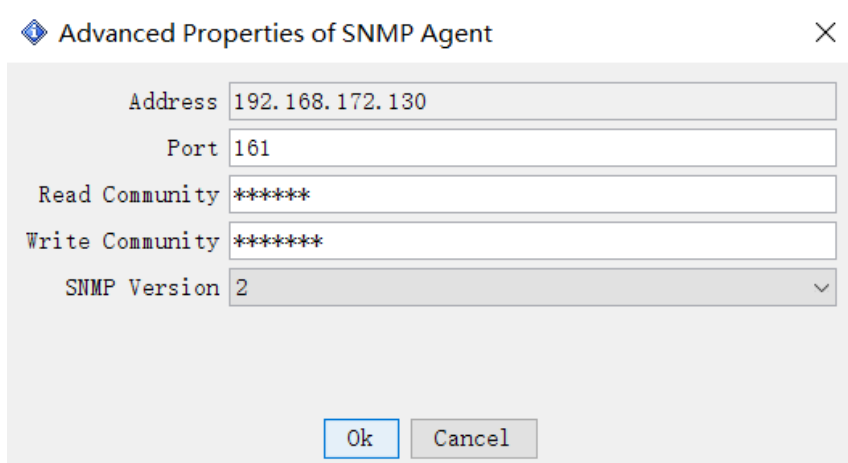 Advanced Properties of SNMP Agent
Address 192.168.172.130
Port 161
Read Community ******
Write Community *******
SNMP Version 2
Ok Cancel